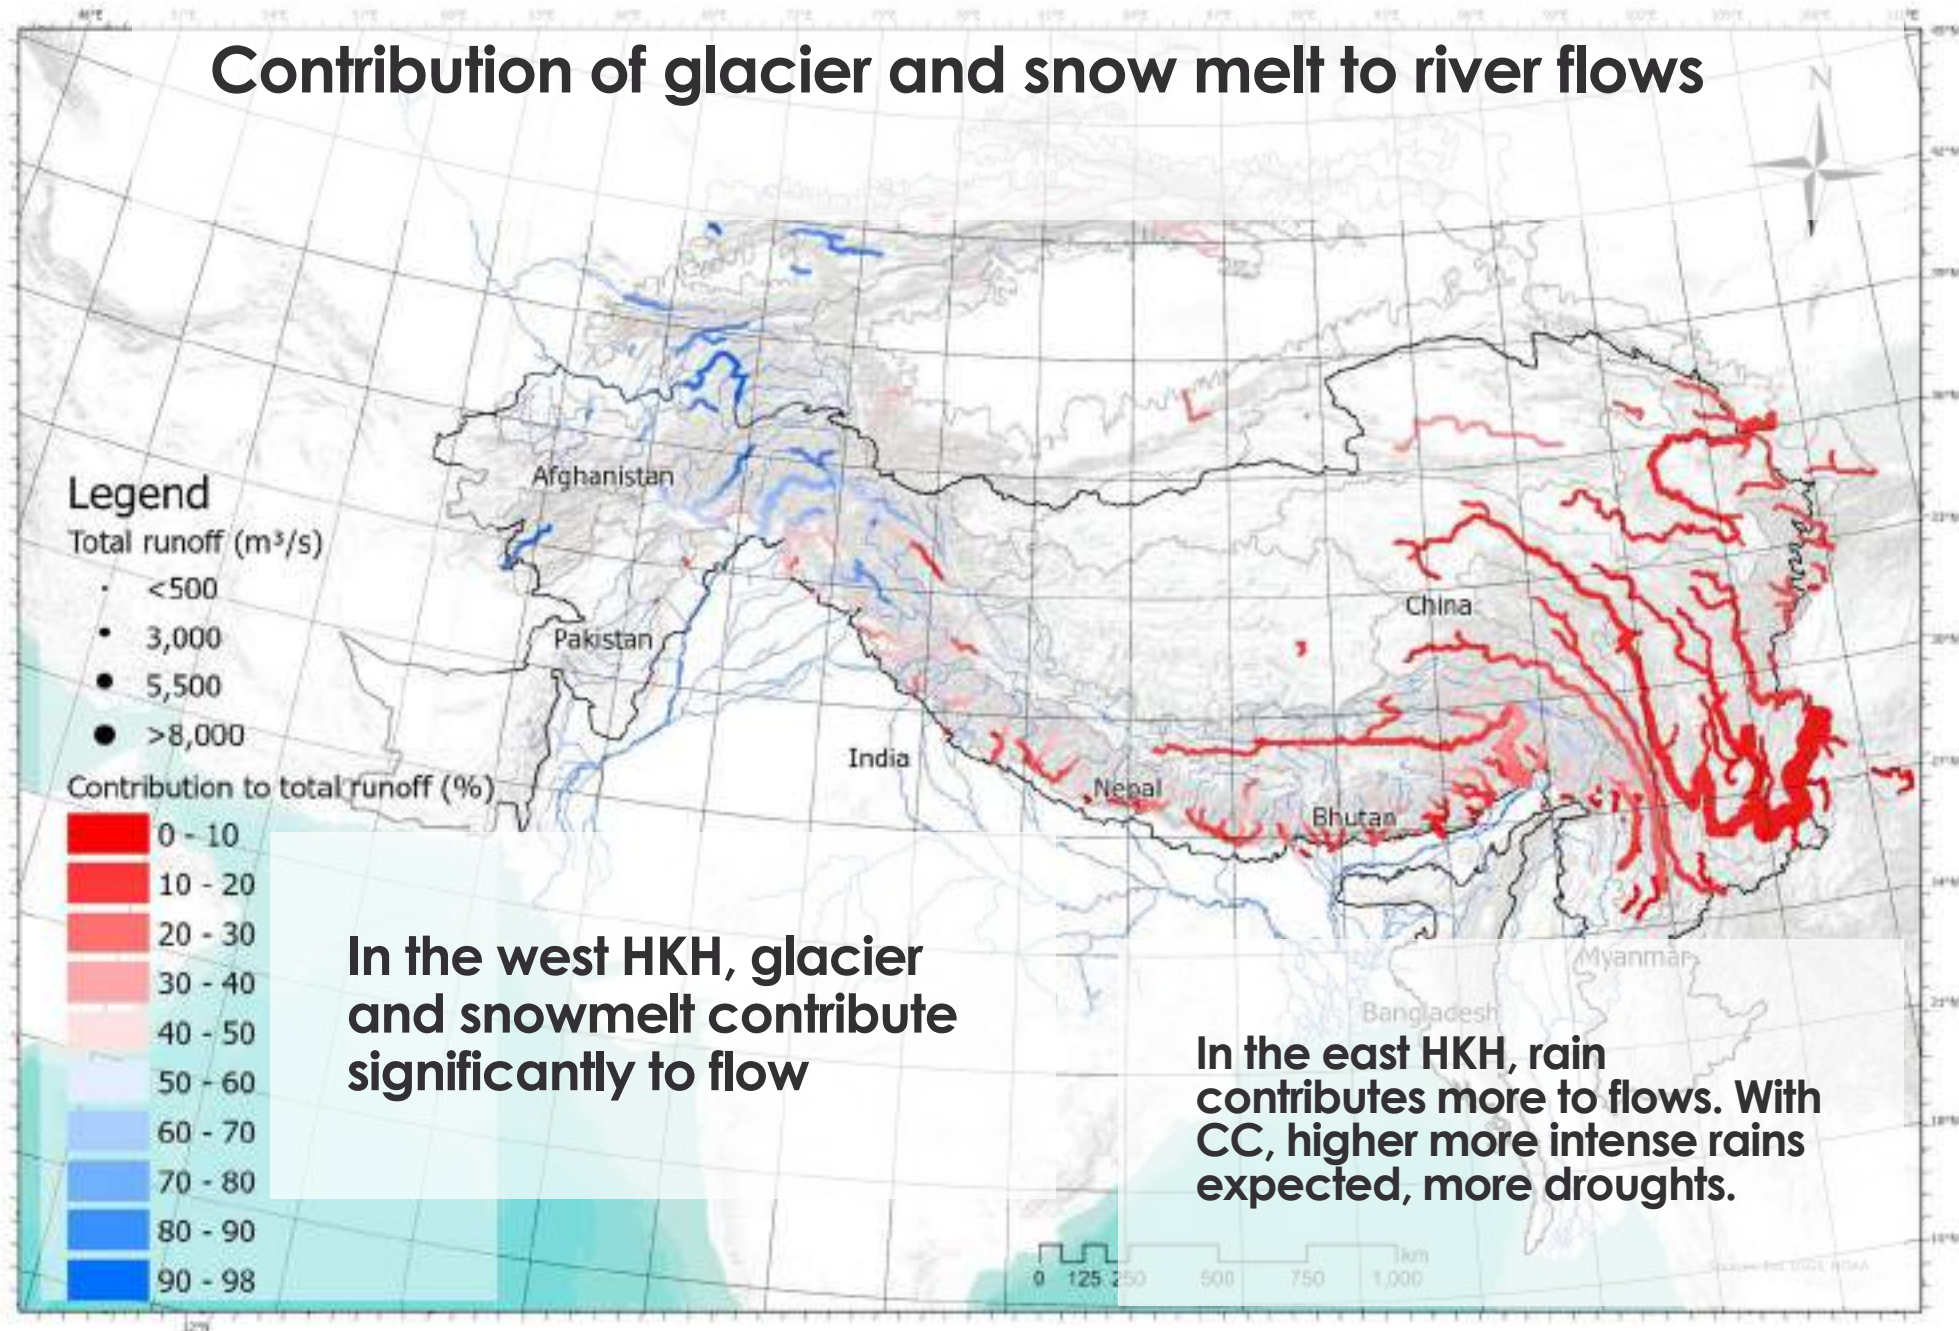 Contribution of glacier and snow melt to river flows
N
Afghanistan
Pakistan
India
Nepal
Bhutan
China
Myanmar
Bangladesh
Legend
Total runoff (m³/s)
<500
3,000
5,500
>8,000
Contribution to total runoff (%)
0 - 10
10 - 20
20 - 30
30 - 40
40 - 50
50 - 60
60 - 70
70 - 80
80 - 90
90 - 98
In the west HKH, glacier
and snowmelt contribute
significantly to flow
In the east HKH, rain
contributes more to flows. With
CC, higher more intense rains
expected, more droughts.
km
0 125 250 500 750 1,000